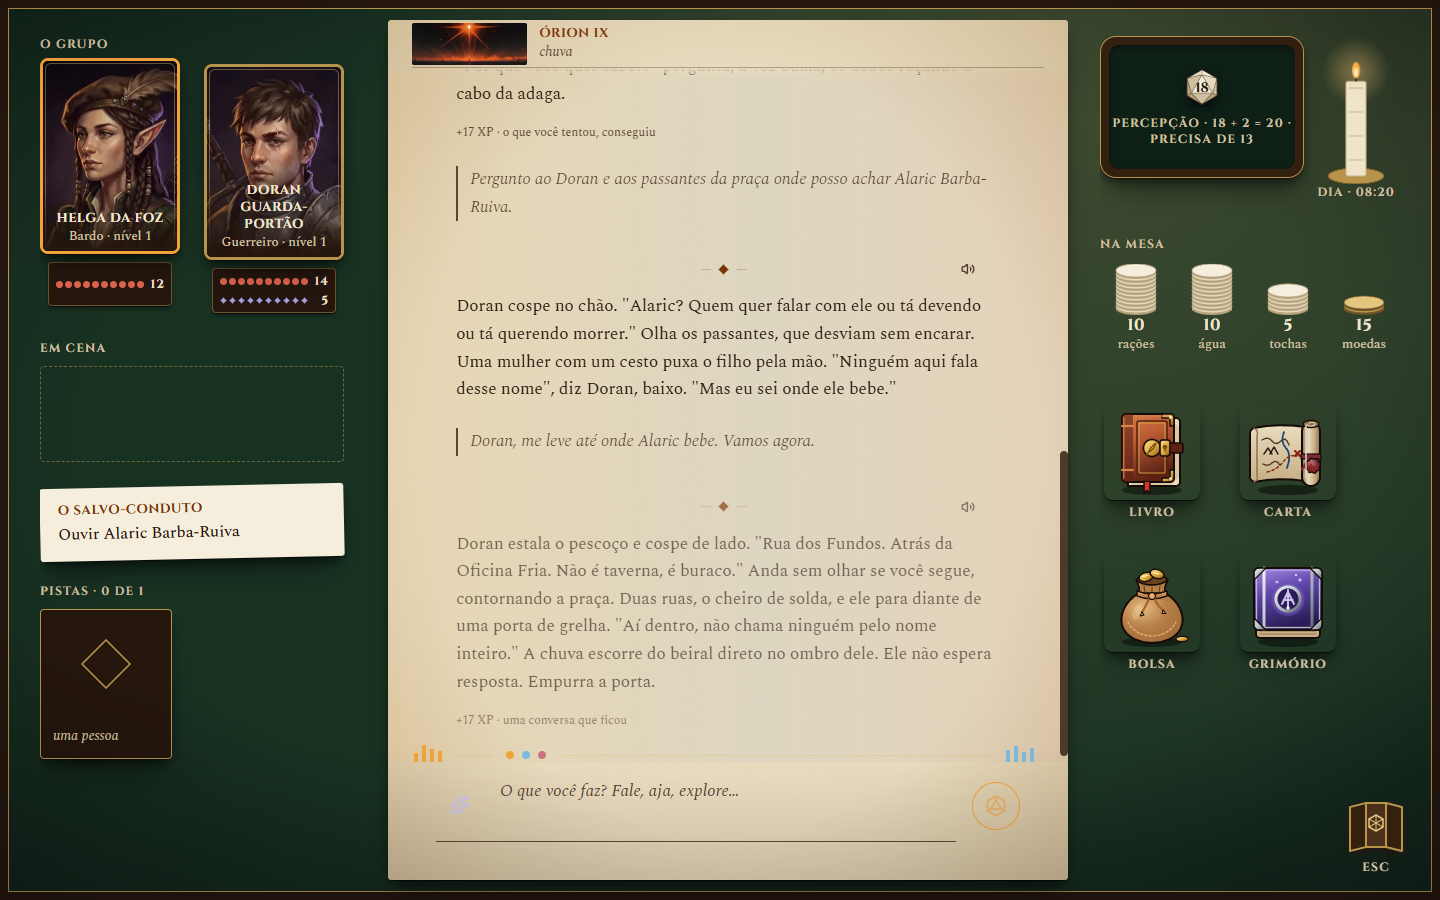 O GRUPO
HELGA DA FOZ
Bardo · nível 1
12
DORAN
GUARDA-
PORTÃO
Guerreiro · nível 1
14
5
EM CENA
O SALVO-CONDUTO
Ouvir Alaric Barba-Ruiva
PISTAS · 0 DE 1
uma pessoa
ÓRION IX
chuva
cabo da adaga.
+17 XP · o que você tentou, conseguiu
Pergunto ao Doran e aos passantes da praça onde posso achar Alaric Barba-
Ruiva.
Doran cospe no chão. "Alaric? Quem quer falar com ele ou tá devendo
ou tá querendo morrer." Olha os passantes, que desviam sem encarar.
Uma mulher com um cesto puxa o filho pela mão. "Ninguém aqui fala
desse nome", diz Doran, baixo. "Mas eu sei onde ele bebe."
Doran, me leve até onde Alaric bebe. Vamos agora.
Doran estala o pescoço e cospe de lado. "Rua dos Fundos. Atrás da
Oficina Fria. Não é taverna, é buraco." Anda sem olhar se você segue,
contornando a praça. Duas ruas, o cheiro de solda, e ele para diante de
uma porta de grelha. "Aí dentro, não chama ninguém pelo nome
inteiro." A chuva escorre do beiral direto no ombro dele. Ele não espera
resposta. Empurra a porta.
+17 XP · uma conversa que ficou
O que você faz? Fale, aja, explore...
18
PERCEPÇÃO · 18 + 2 = 20 ·
PRECISA DE 13
DIA · 08:20
NA MESA
10
rações
10
água
5
tochas
15
moedas
LIVRO
CARTA
BOLSA
GRIMÓRIO
ESC